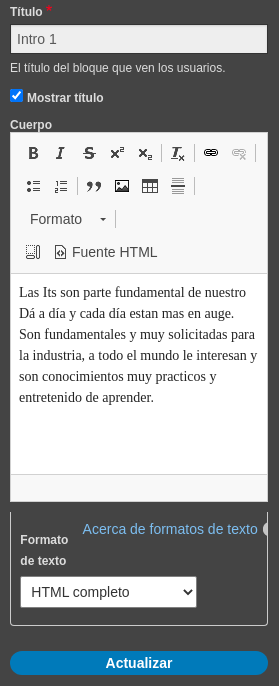 Título *
Intro 1
El título del bloque que ven los usuarios.
Mostrar título
Cuerpo
B I S x² x₂ Tx
Formato
Fuente HTML
Las Its son parte fundamental de nuestro
Dá a día y cada día estan mas en auge.
Son fundamentales y muy solicitadas para
la industria, a todo el mundo le interesan y
son conocimientos muy practicos y
entretenido de aprender.
Acerca de formatos de texto
Formato
de texto
HTML completo
Actualizar